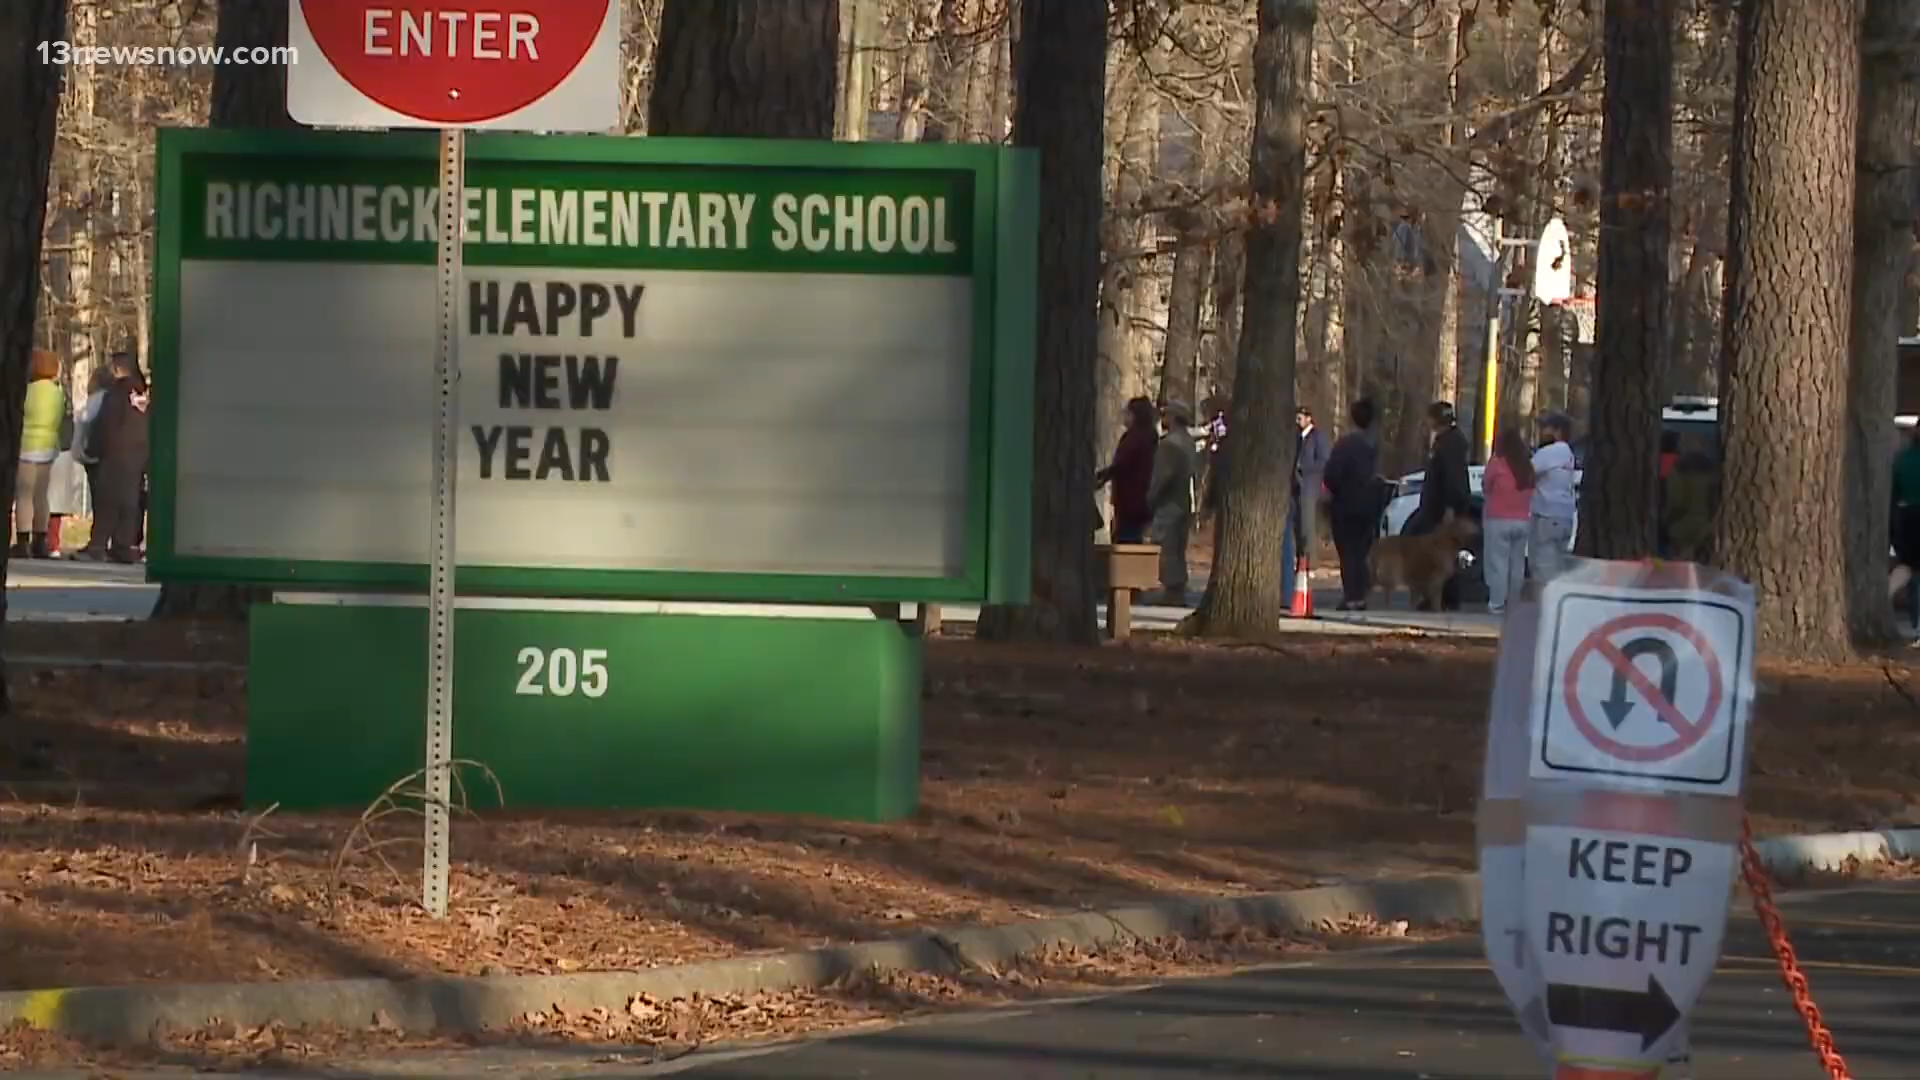 13newsnow.com
ENTER
RICHNECK ELEMENTARY SCHOOL
HAPPY
NEW
YEAR
205
KEEP
RIGHT